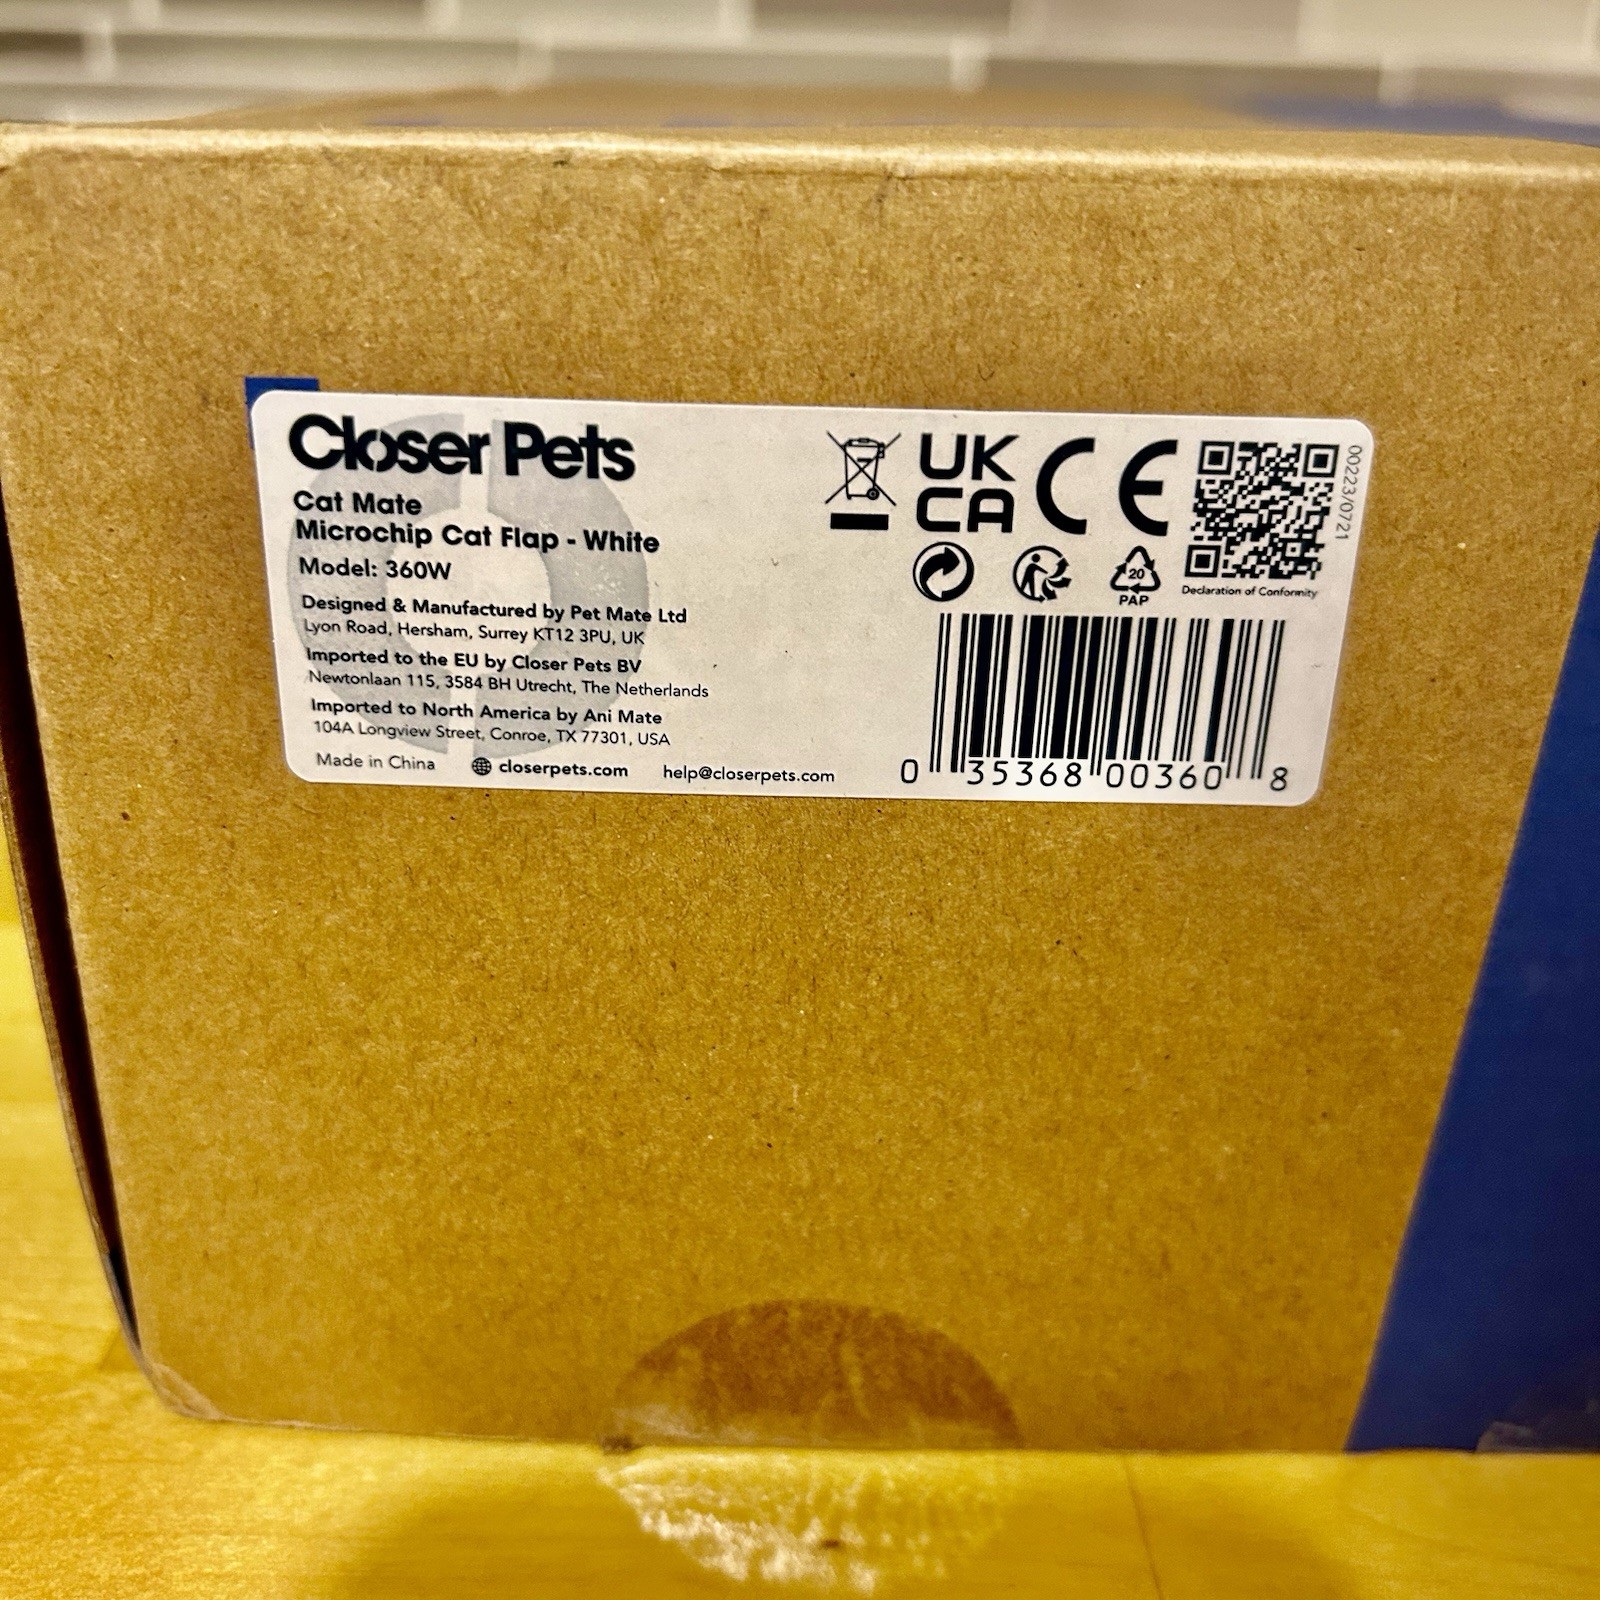 Closer Pets
Cat Mate
Microchip Cat Flap - White
Model: 360W
Designed & Manufactured by Pet Mate Ltd
Lyon Road, Hersham, Surrey KT12 3PU, UK
Imported to the EU by Closer Pets BV
Newtonlaan 115, 3584 BH Utrecht, The Netherlands
Imported to North America by Ani Mate
104A Longview Street, Conroe, TX 77301, USA
Made in China closerpets.com help@closerpets.com
UK
CA
CE
20
PAP
Declaration of Conformity
00223/0721
0 35368 00360 8